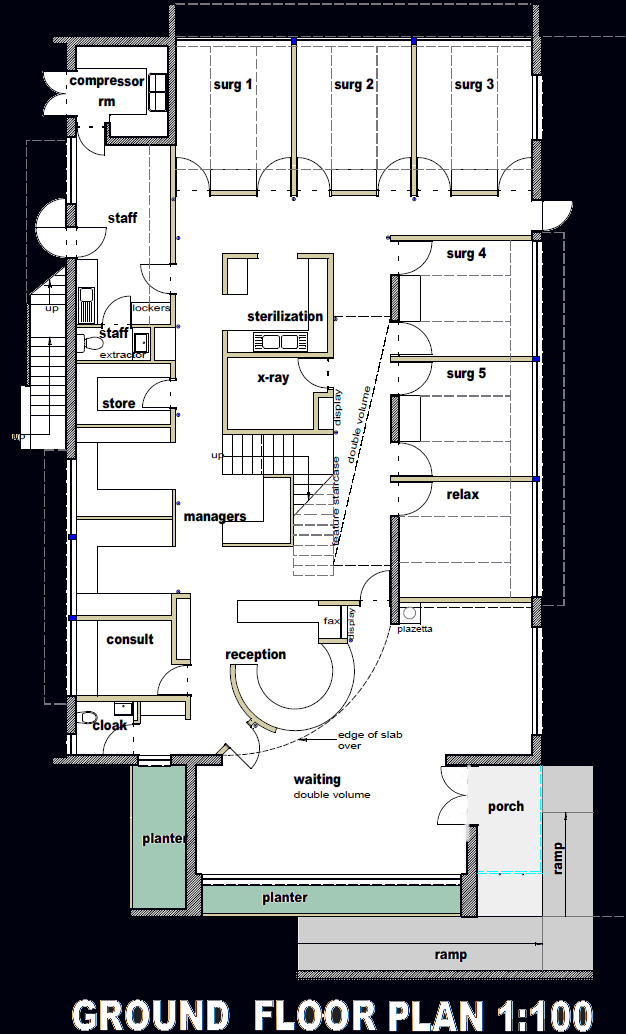 compressor
rm
surg 1
surg 2
surg 3
staff
surg 4
up
lockers
sterilization
staff
extractor
x-ray
surg 5
store
display
double volume
up
up
feature staircase
relax
managers
consult
fax
display
plazetta
reception
cloak
edge of slab
over
waiting
double volume
porch
planter
ramp
planter
ramp
GROUND FLOOR PLAN 1:100